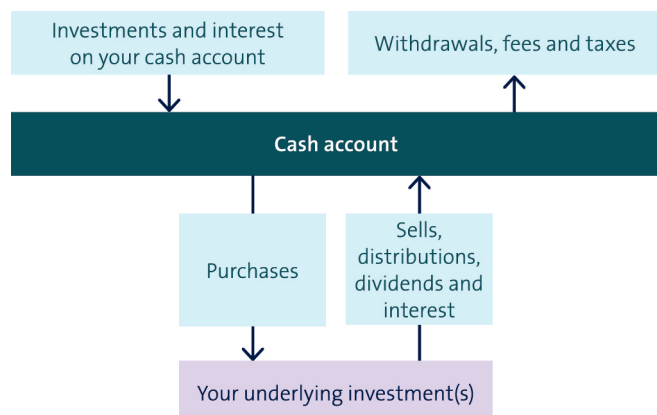 Investments and interest
on your cash account
Withdrawals, fees and taxes
Cash account
Purchases
Sells,
distributions,
dividends and
interest
Your underlying investment(s)